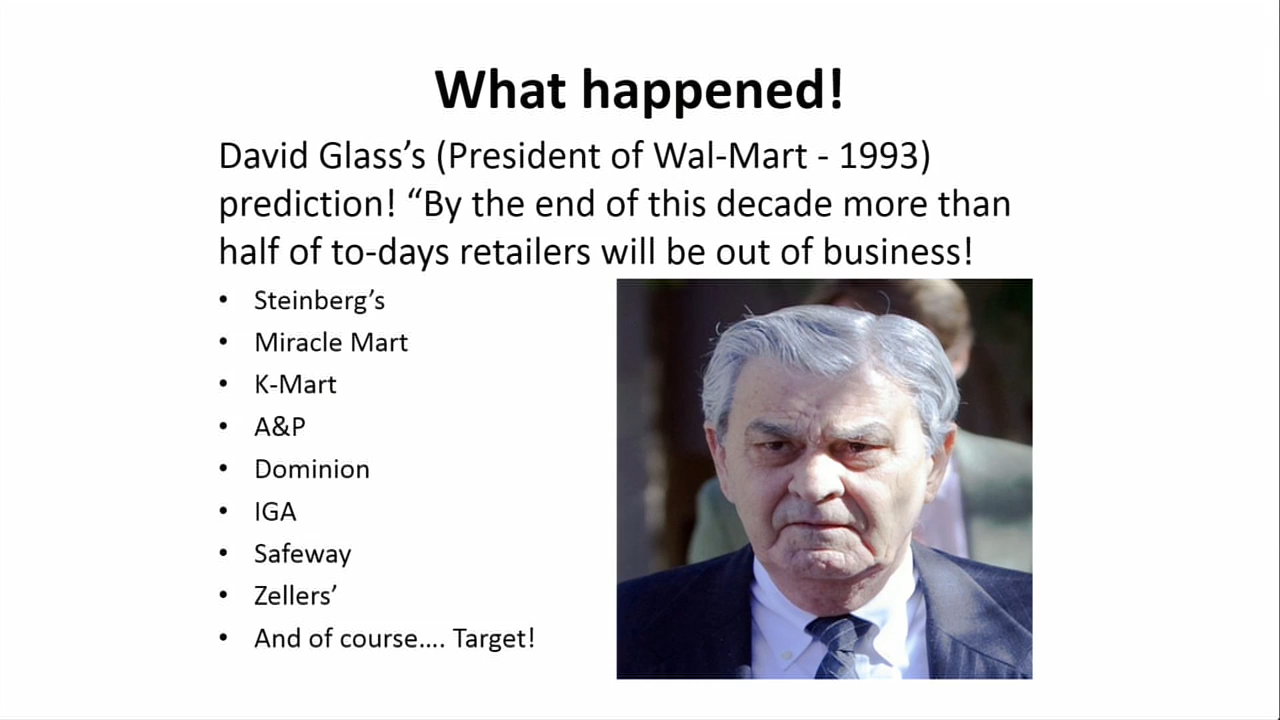 What happened!
David Glass’s (President of Wal-Mart - 1993)
prediction! “By the end of this decade more than
half of to-days retailers will be out of business!
• Steinberg’s
• Miracle Mart
• K-Mart
• A&P
• Dominion
• IGA
• Safeway
• Zellers’
• And of course.... Target!